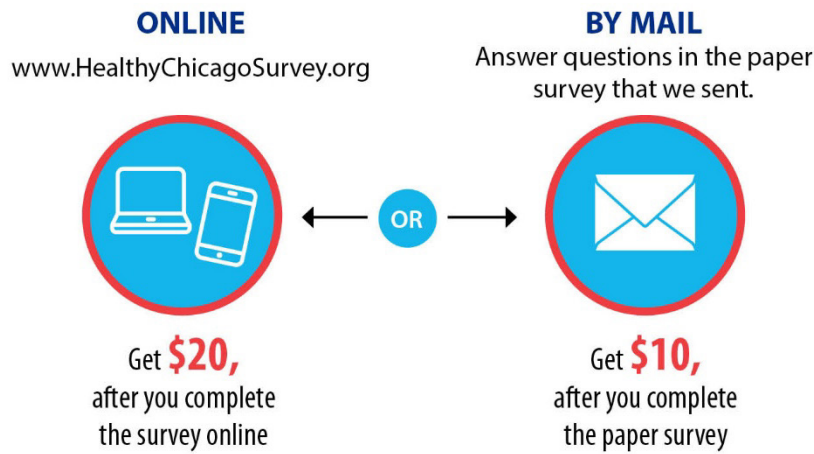 ONLINE
www.HealthyChicagoSurvey.org
BY MAIL
Answer questions in the paper
survey that we sent.
OR
Get $20,
after you complete
the survey online
Get $10,
after you complete
the paper survey